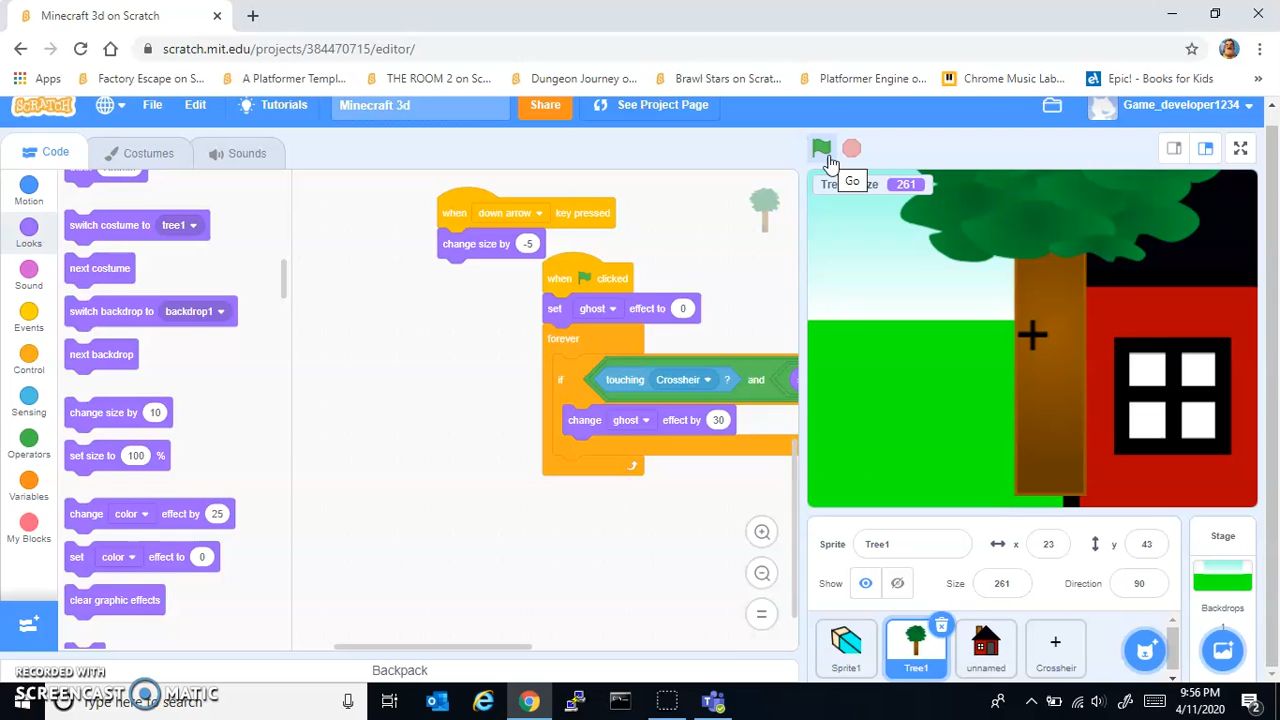 Minecraft 3d on Scratch
scratch.mit.edu/projects/384470715/editor/
Apps Factory Escape on S... A Platformer Templ... THE ROOM 2 on Sc... Dungeon Journey o... Brawl Stars on Scrat... Platformer Engine o... Chrome Music Lab... Epic! - Books for Kids
SCRATCH File Edit Tutorials Minecraft 3d Share See Project Page Game_developer1234
Code Costumes Sounds
Motion
Looks
Sound
Events
Control
Sensing
Operators
Variables
My Blocks
switch costume to tree1
next costume
switch backdrop to backdrop1
next backdrop
change size by 10
set size to 100 %
change color effect by 25
set color effect to 0
clear graphic effects
when down arrow key pressed
change size by -5
when clicked
set ghost effect to 0
forever
if touching Crossheir ? and
change ghost effect by 30
Go
261
Sprite Tree1 x 23 y 43
Show Size 261 Direction 90
Sprite1 Tree1 unnamed Crossheir
Stage
Backdrops
1
Backpack
RECORDED WITH
SCREENCAST MATIC
Type here to search
9:56 PM
4/11/2020
2